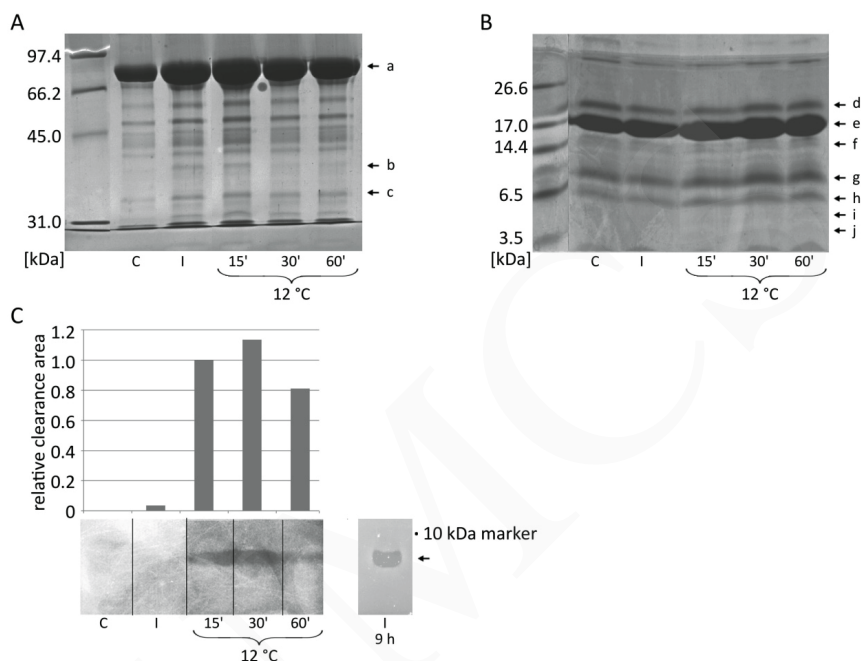 A
97.4
66.2
45.0
31.0
[kDa]
a
b
c
C I 15' 30' 60'
12 °C
B
26.6
17.0
14.4
6.5
3.5
[kDa]
d
e
f
g
h
i
j
C I 15' 30' 60'
12 °C
C
relative clearance area
1.2
1.0
0.8
0.6
0.4
0.2
0
10 kDa marker
C I 15' 30' 60'
12 °C
I
9 h